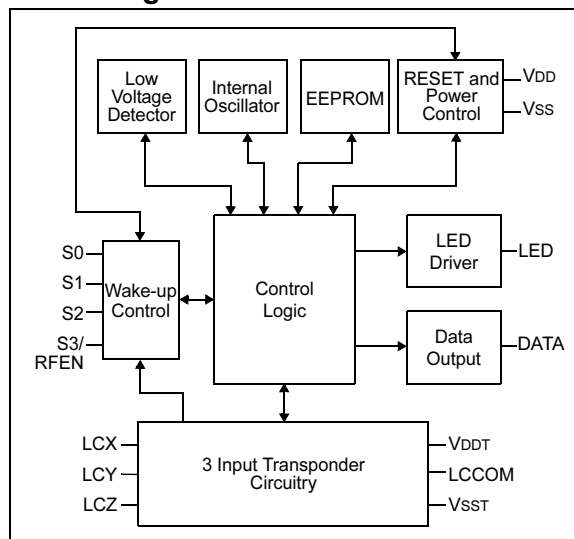 Low
Voltage
Detector
Internal
Oscillator
EEPROM
RESET and
Power
Control
VDD
VSS
S0
S1
S2
S3/
RFEN
Wake-up
Control
Control
Logic
LED
Driver
LED
Data
Output
DATA
LCX
LCY
LCZ
3 Input Transponder
Circuitry
VDDT
LCCOM
VSST